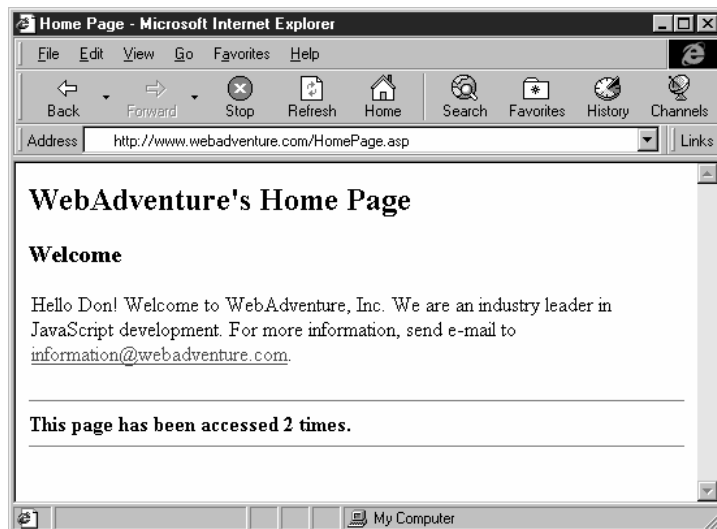 Home Page - Microsoft Internet Explorer
File Edit View Go Favorites Help
Back Forward Stop Refresh Home Search Favorites History Channels
Address http://www.webadventure.com/HomePage.asp Links
WebAdventure's Home Page
Welcome
Hello Don! Welcome to WebAdventure, Inc. We are an industry leader in
JavaScript development. For more information, send e-mail to
information@webadventure.com.
This page has been accessed 2 times.
My Computer